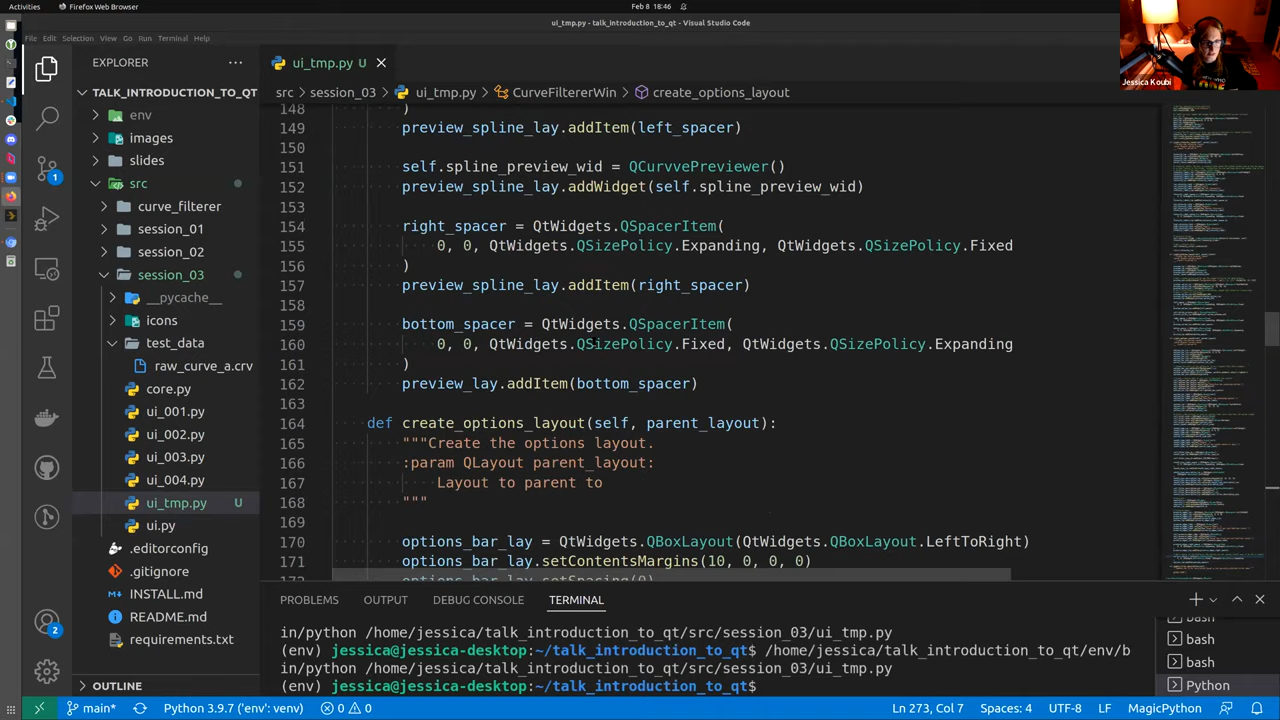 Activities
Firefox Web Browser
Feb 8 18:46
ui_tmp.py - talk_introduction_to_qt - Visual Studio Code
File Edit Selection View Go Run Terminal Help
Jessica Koubi
EXPLORER
TALK_INTRODUCTION_TO_QT
env
images
slides
src
curve_filterer
session_01
session_02
session_03
__pycache__
icons
test_data
raw_curve_a.crv
core.py
ui_001.py
ui_002.py
ui_003.py
ui_004.py
ui_tmp.py U
ui.py
.editorconfig
.gitignore
INSTALL.md
README.md
requirements.txt
OUTLINE
ui_tmp.py U
src > session_03 > ui_tmp.py > CurveFiltererWin > create_options_layout
148 )
149 preview_spline_lay.addItem(left_spacer)
150
151 self.spline_preview_wid = QCurvePreviewer()
152 preview_spline_lay.addWidget(self.spline_preview_wid)
153
154 right_spacer = QtWidgets.QSpacerItem(
155 0, 0, QtWidgets.QSizePolicy.Expanding, QtWidgets.QSizePolicy.Fixed
156 )
157 preview_spline_lay.addItem(right_spacer)
158
159 bottom_spacer = QtWidgets.QSpacerItem(
160 0, 0, QtWidgets.QSizePolicy.Fixed, QtWidgets.QSizePolicy.Expanding
161 )
162 preview_lay.addItem(bottom_spacer)
163
164 def create_options_layout(self, parent_layout):
165 """Create the options layout.
166 :param layout parent_layout:
167 Layout to parent to
168 """
169
170 options = QtWidgets.QBoxLayout(QtWidgets.QBoxLayout.LeftToRight)
171 options_main_lay.setContentsMargins(10, 0, 0,
PROBLEMS OUTPUT DEBUG CONSOLE TERMINAL
in/python /home/jessica/talk_introduction_to_qt/src/session_03/ui_tmp.py
(env) jessica@jessica-desktop:~/talk_introduction_to_qt$ /home/jessica/talk_introduction_to_qt/env/b
in/python /home/jessica/talk_introduction_to_qt/src/session_03/ui_tmp.py
(env) jessica@jessica-desktop:~/talk_introduction_to_qt$
bash
bash
bash
Python
main* Python 3.9.7 ('env': venv) 0 0 Ln 273, Col 7 Spaces: 4 UTF-8 LF MagicPython
1
2